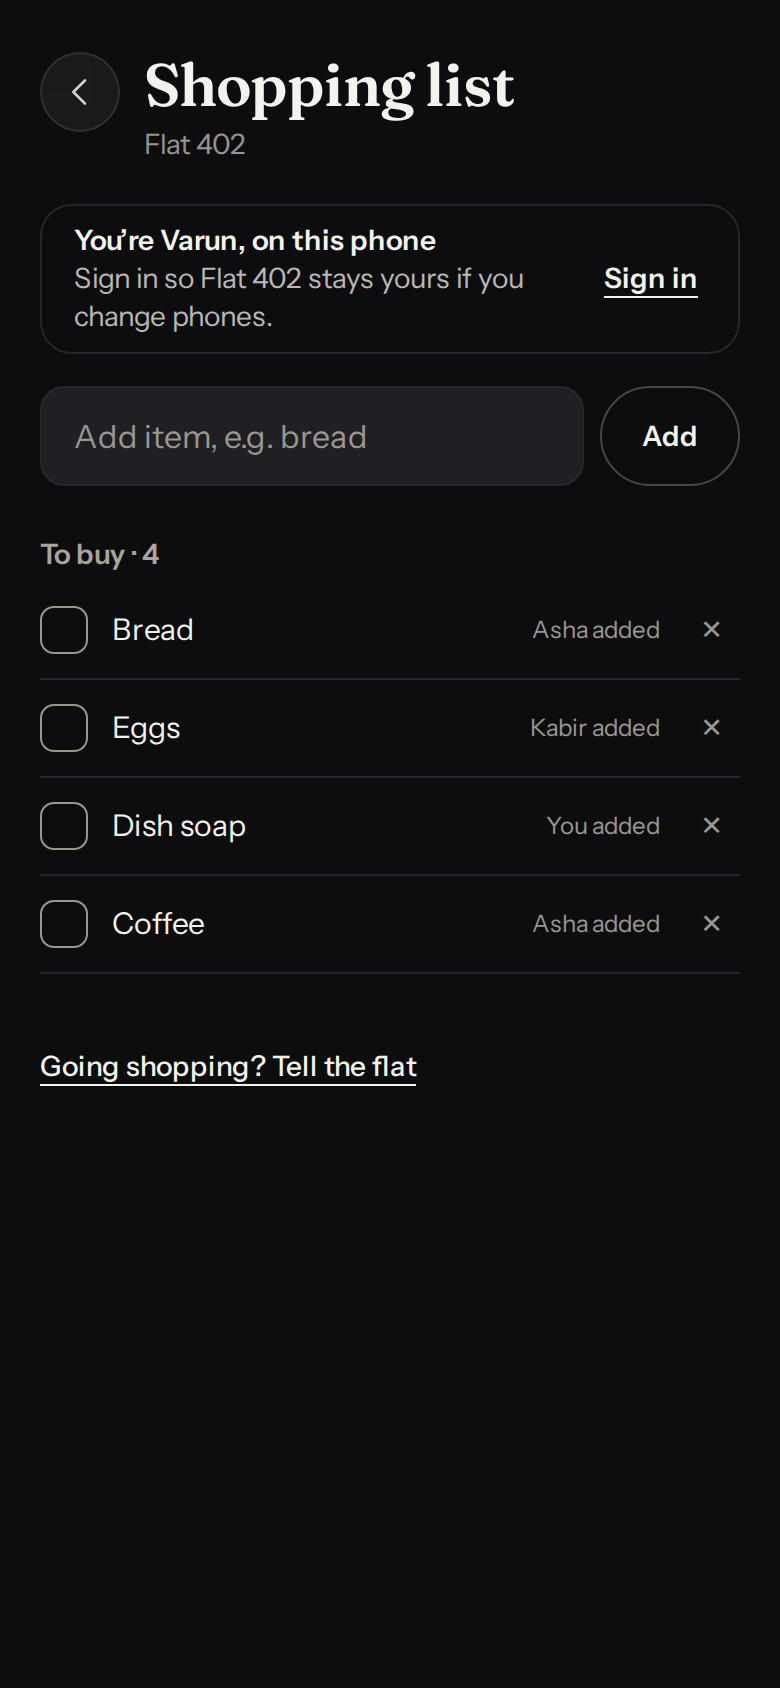 Shopping list
Flat 402
You’re Varun, on this phone
Sign in so Flat 402 stays yours if you
change phones.
Sign in
Add item, e.g. bread
Add
To buy · 4
Bread
Asha added
Eggs
Kabir added
Dish soap
You added
Coffee
Asha added
Going shopping? Tell the flat